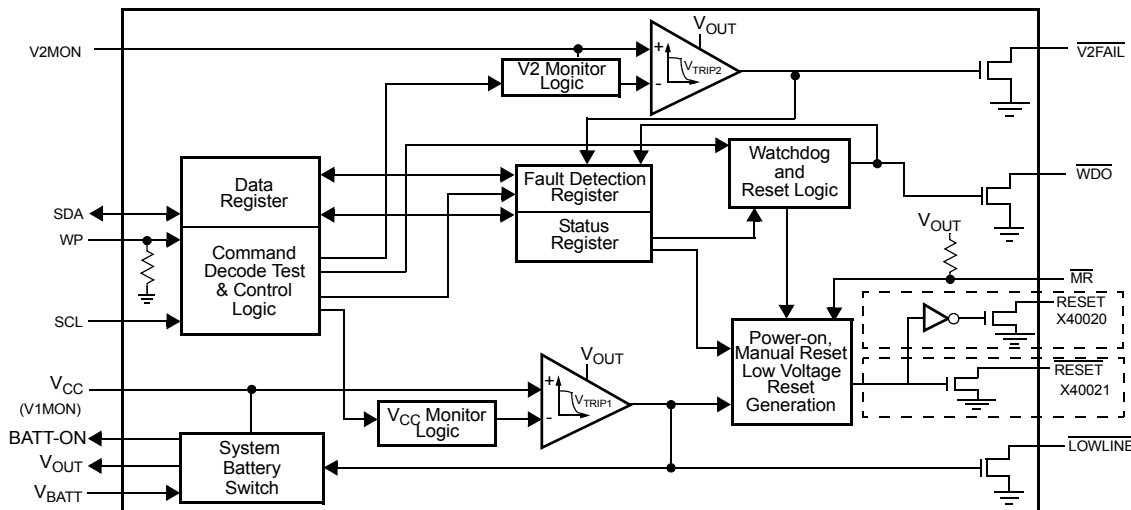 V2MON
VOUT
+
-
VTRIP2
V2 Monitor
Logic
V2FAIL
Data
Register
Fault Detection
Register
Status
Register
Watchdog
and
Reset Logic
WDO
SDA
WP
Command
Decode Test
& Control
Logic
SCL
VOUT
MR
RESET
X40020
Power-on,
Manual Reset
Low Voltage
Reset
Generation
RESET
X40021
VCC
(V1MON)
VOUT
+
-
VTRIP1
VCC Monitor
Logic
BATT-ON
VOUT
VBATT
System
Battery
Switch
LOWLINE